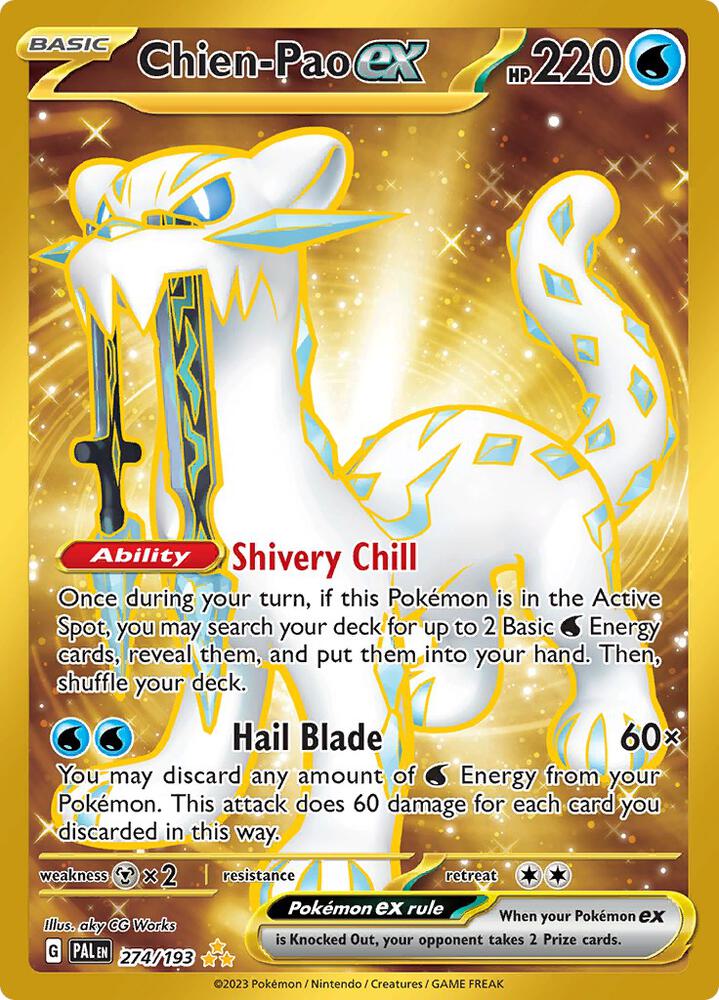 BASIC Chien-Pao ex HP 220
Ability Shivery Chill
Once during your turn, if this Pokémon is in the Active
Spot, you may search your deck for up to 2 Basic Energy
cards, reveal them, and put them into your hand. Then,
shuffle your deck.
Hail Blade 60×
You may discard any amount of Energy from your
Pokémon. This attack does 60 damage for each card you
discarded in this way.
weakness ×2 resistance retreat
Illus. aky CG Works
Pokémon ex rule When your Pokémon ex
is Knocked Out, your opponent takes 2 Prize cards.
G PAL EN 274/193
©2023 Pokémon / Nintendo / Creatures / GAME FREAK